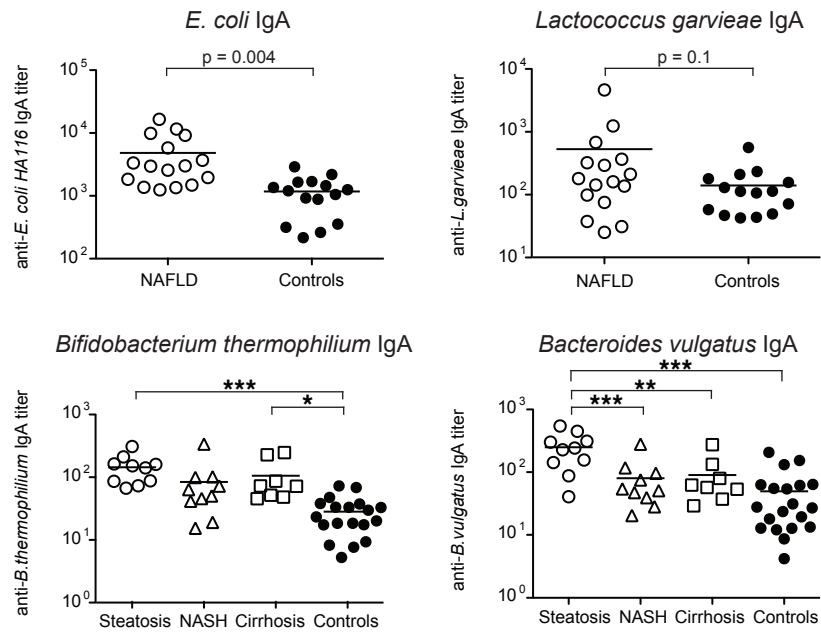 E. coli IgA
p = 0.004
anti-E. coli HA116 IgA titer
10^5
10^4
10^3
10^2
NAFLD Controls
Lactococcus garvieae IgA
p = 0.1
anti-L.garvieae IgA titer
10^3
10^2
10^1
NAFLD Controls
Bifidobacterium thermophilium IgA
***
*
anti-B.thermophilium IgA titer
10^3
10^2
10^1
10^0
Steatosis NASH Cirrhosis Controls
Bacteroides vulgatus IgA
***
**
***
anti-B.vulgatus IgA titer
10^3
10^2
10^1
10^0
Steatosis NASH Cirrhosis Controls